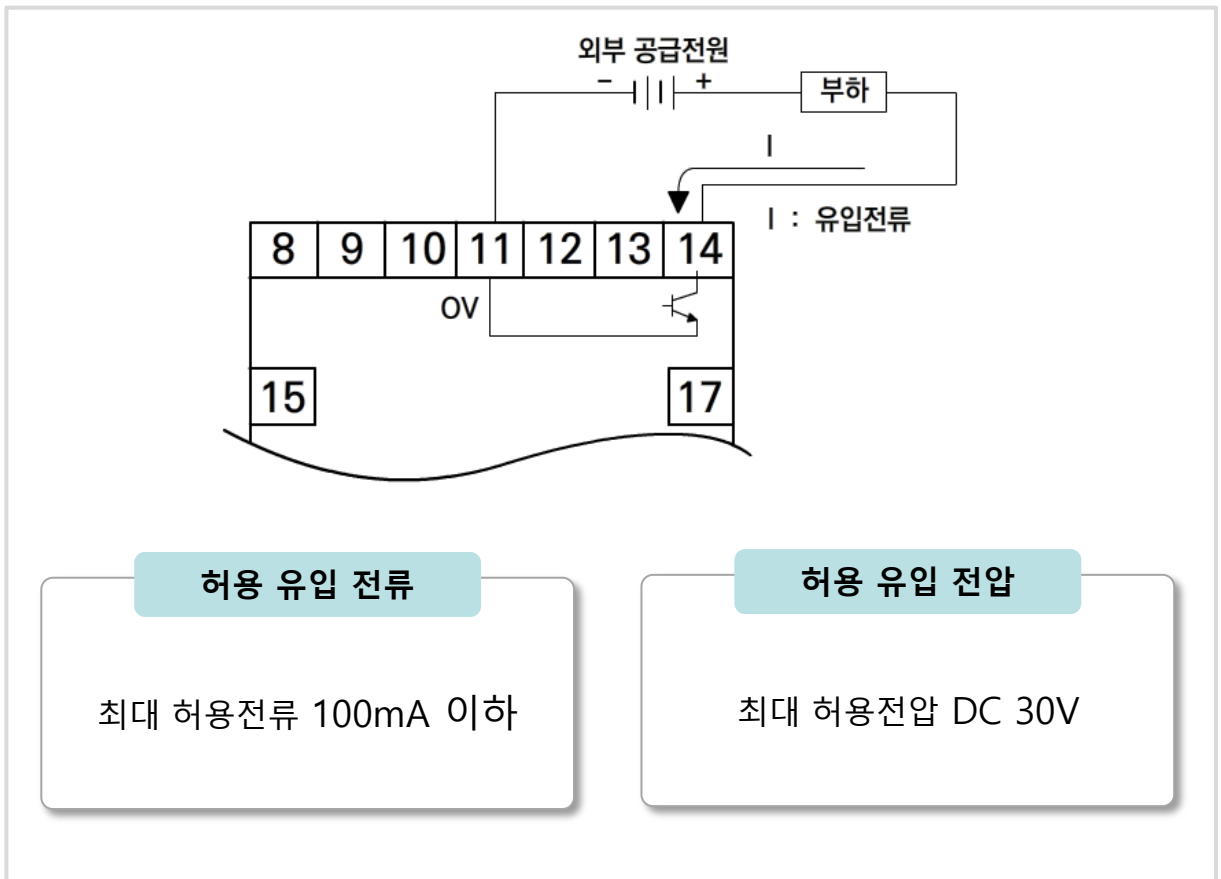 외부 공급전원
- +
부하
I
I : 유입전류
8 9 10 11 12 13 14
0V
15 17
허용 유입 전류
허용 유입 전압
최대 허용전류 100mA 이하
최대 허용전압 DC 30V